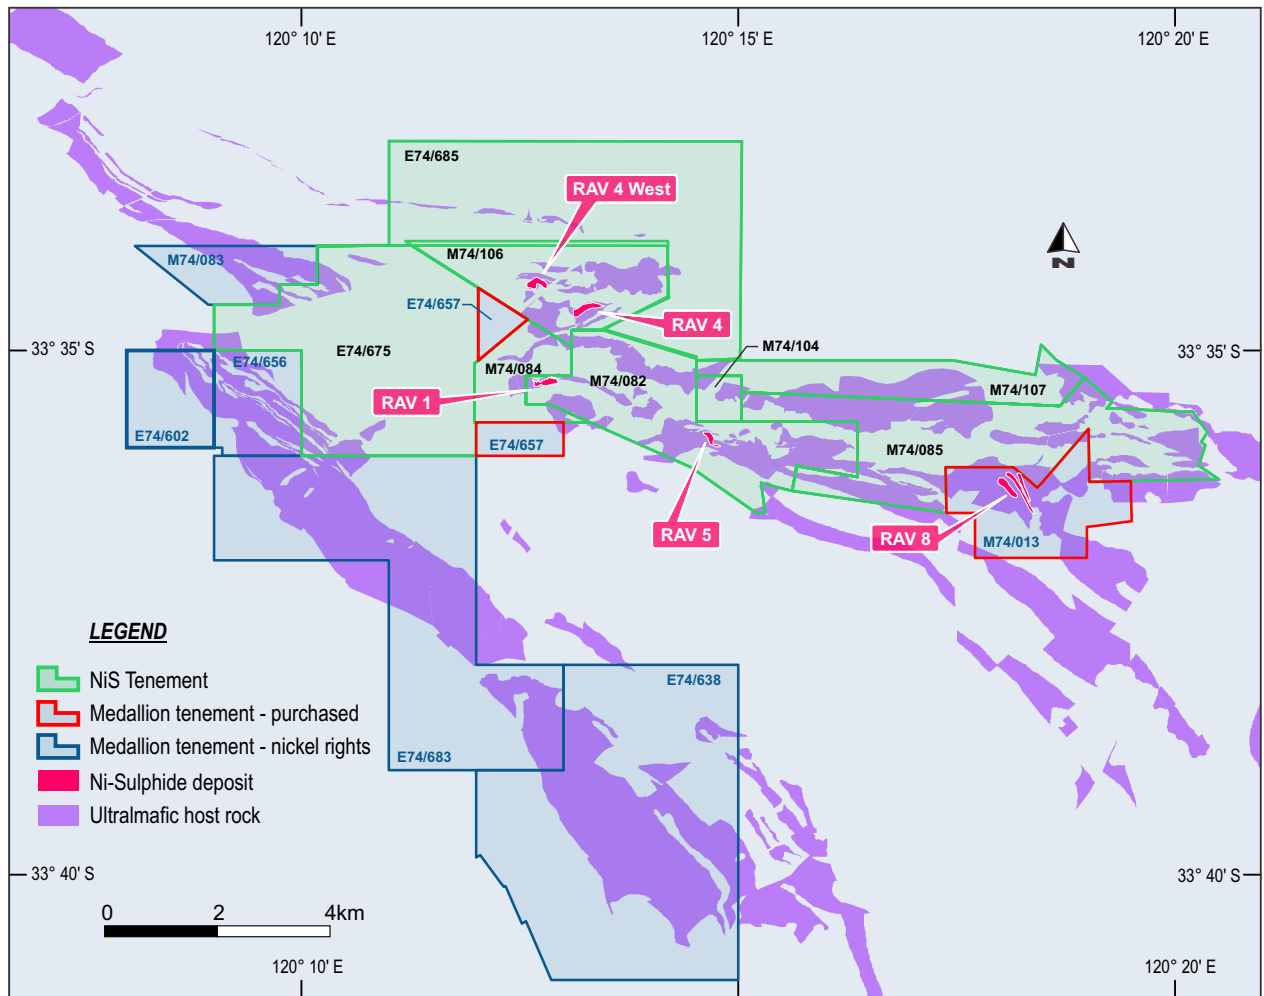 120° 10' E
120° 15' E
120° 20' E
E74/685
RAV 4 West
M74/083
M74/106
E74/657
RAV 4
33° 35' S
33° 35' S
M74/104
E74/675
E74/656
M74/084
M74/082
M74/107
RAV 1
E74/602
E74/657
M74/085
RAV 5
RAV 8
M74/013
N
LEGEND
NiS Tenement
Medallion tenement - purchased
Medallion tenement - nickel rights
Ni-Sulphide deposit
Ultralmafic host rock
E74/638
E74/683
33° 40' S
33° 40' S
0 2 4km
120° 10' E
120° 20' E